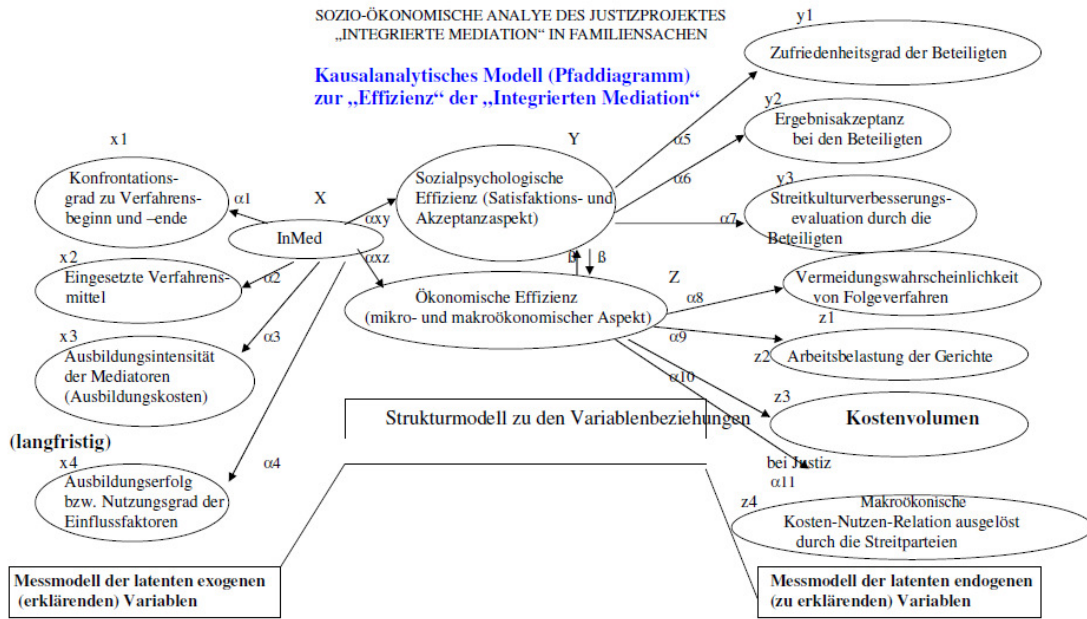 SOZIO-ÖKONOMISCHE ANALYE DES JUSTIZPROJEKTES
„INTEGRIERTE MEDIATION“ IN FAMILIENSACHEN
Kausalanalytisches Modell (Pfaddiagramm)
zur „Effizienz“ der „Integrierten Mediation“
x1
Konfrontations-
grad zu Verfahrens-
beginn und –ende
α1
x2
Eingesetzte Verfahrens-
mittel
α2
x3
Ausbildungsintensität
der Mediatoren
(Ausbildungskosten)
α3
(langfristig)
x4
Ausbildungserfolg
bzw. Nutzungsgrad der
Einflussfaktoren
α4
X
InMed
αxy
αxz
Y
Sozialpsychologische
Effizienz (Satisfaktions- und
Akzeptanzaspekt)
ß
ß
Z
Ökonomische Effizienz
(mikro- und makroökonomischer Aspekt)
α5
α6
α7
α8
α9
α10
y1
Zufriedenheitsgrad der Beteiligten
y2
Ergebnisakzeptanz
bei den Beteiligten
y3
Streitkulturverbesserungs-
evaluation durch die
Beteiligten
Vermeidungswahrscheinlichkeit
von Folgeverfahren
z1
z2
Arbeitsbelastung der Gerichte
z3
Kostenvolumen
bei Justiz
α11
z4
Makroökonische
Kosten-Nutzen-Relation ausgelöst
durch die Streitparteien
Strukturmodell zu den Variablenbeziehungen
Messmodell der latenten exogenen
(erklärenden) Variablen
Messmodell der latenten endogenen
(zu erklärenden) Variablen